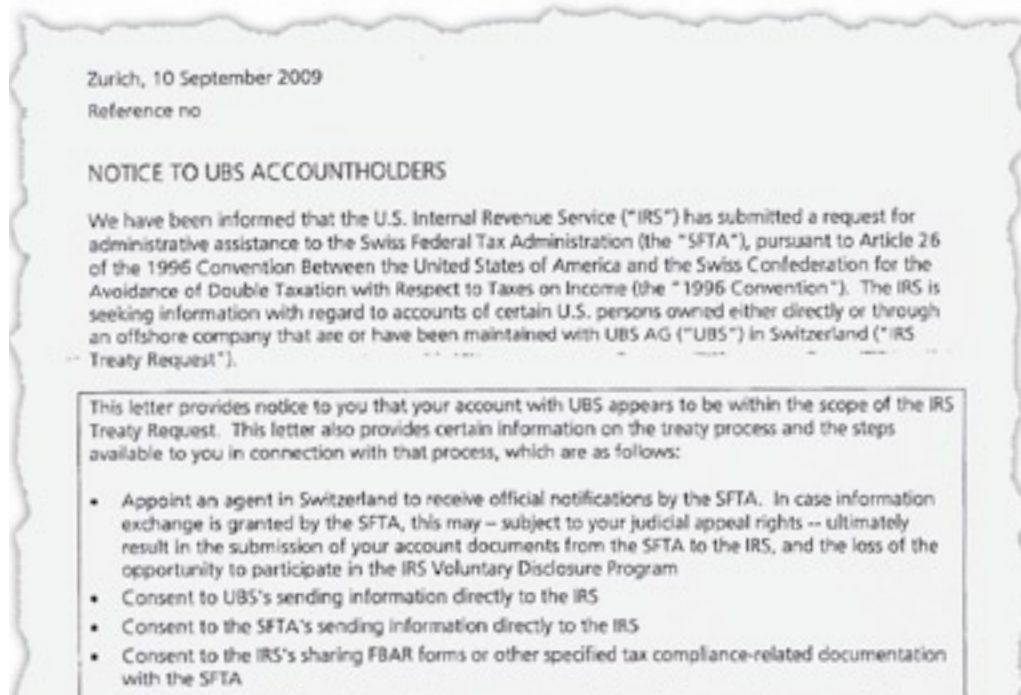 Zurich, 10 September 2009
Reference no
NOTICE TO UBS ACCOUNTHOLDERS
We have been informed that the U.S. Internal Revenue Service ("IRS") has submitted a request for
administrative assistance to the Swiss Federal Tax Administration (the "SFTA"), pursuant to Article 26
of the 1996 Convention Between the United States of America and the Swiss Confederation for the
Avoidance of Double Taxation with Respect to Taxes on Income (the "1996 Convention"). The IRS is
seeking information with regard to accounts of certain U.S. persons owned either directly or through
an offshore company that are or have been maintained with UBS AG ("UBS") in Switzerland ("IRS
Treaty Request").
This letter provides notice to you that your account with UBS appears to be within the scope of the IRS
Treaty Request. This letter also provides certain information on the treaty process and the steps
available to you in connection with that process, which are as follows:
• Appoint an agent in Switzerland to receive official notifications by the SFTA. In case information
exchange is granted by the SFTA, this may – subject to your judicial appeal rights -- ultimately
result in the submission of your account documents from the SFTA to the IRS, and the loss of the
opportunity to participate in the IRS Voluntary Disclosure Program
• Consent to UBS's sending information directly to the IRS
• Consent to the SFTA's sending information directly to the IRS
• Consent to the IRS's sharing FBAR forms or other specified tax compliance-related documentation
with the SFTA